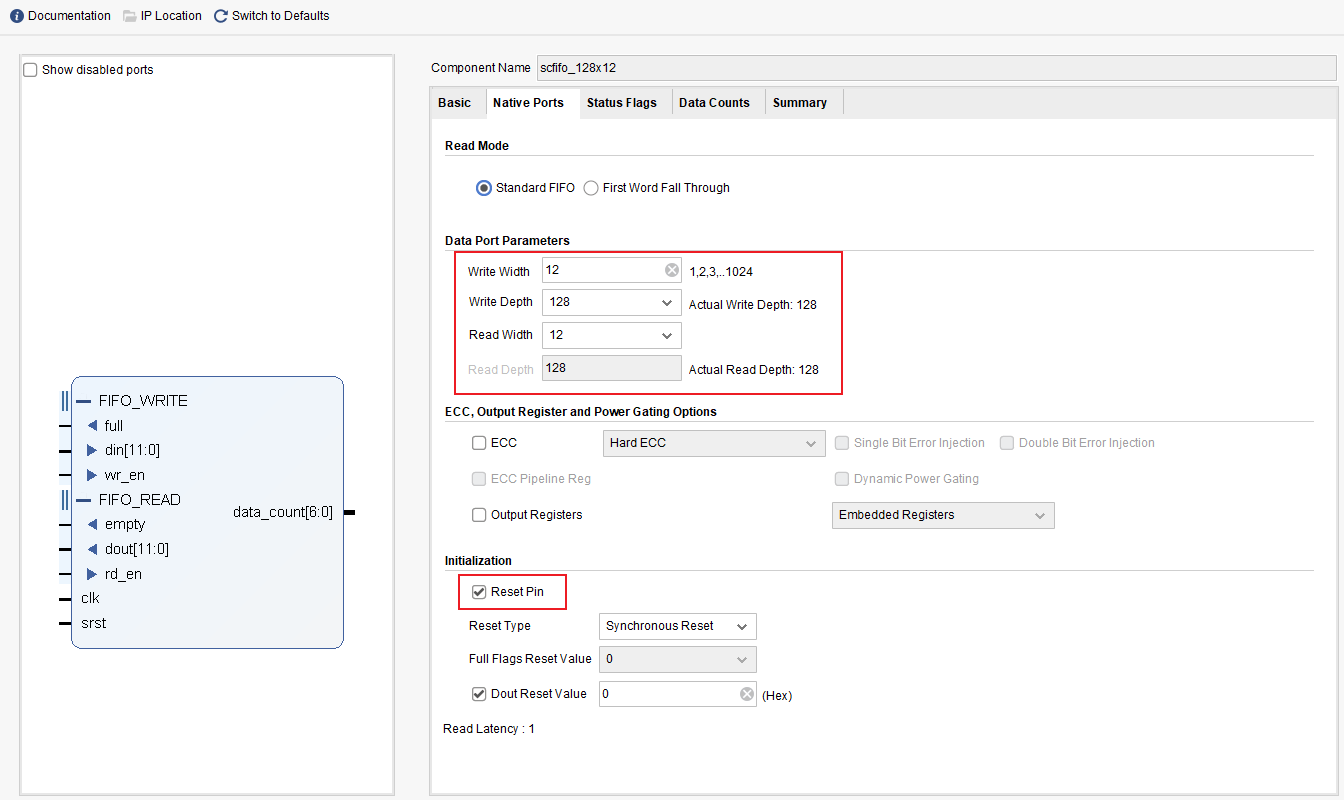 Documentation IP Location Switch to Defaults
Show disabled ports
FIFO_WRITE
full
din[11:0]
wr_en
FIFO_READ
empty
dout[11:0]
rd_en
clk
srst
data_count[6:0]
Component Name scfifo_128x12
Basic Native Ports Status Flags Data Counts Summary
Read Mode
Standard FIFO First Word Fall Through
Data Port Parameters
Write Width 12 1,2,3,..1024
Write Depth 128 Actual Write Depth: 128
Read Width 12
Read Depth 128 Actual Read Depth: 128
ECC, Output Register and Power Gating Options
ECC Hard ECC Single Bit Error Injection Double Bit Error Injection
ECC Pipeline Reg Dynamic Power Gating
Output Registers Embedded Registers
Initialization
Reset Pin
Reset Type Synchronous Reset
Full Flags Reset Value 0
Dout Reset Value 0 (Hex)
Read Latency : 1